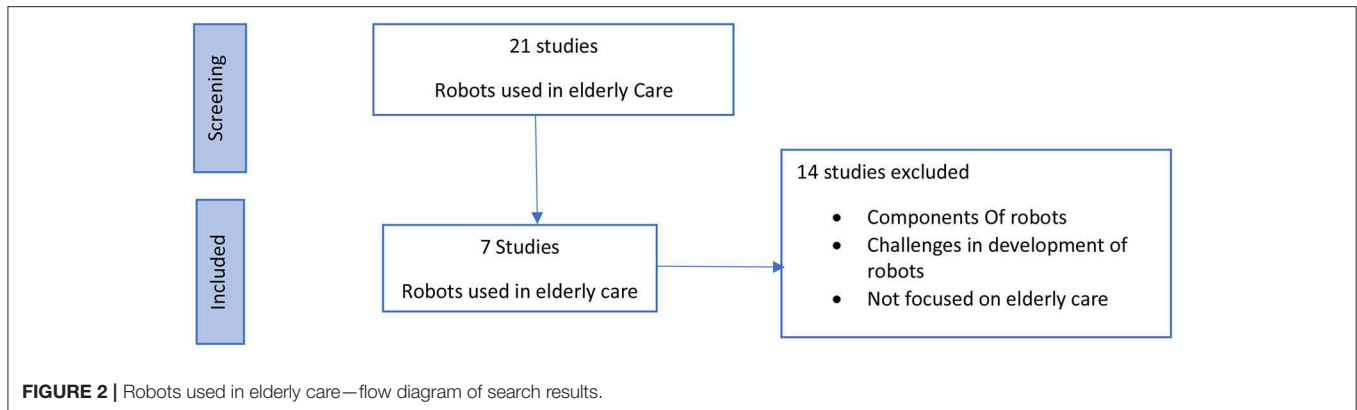 Screening
21 studies
Robots used in elderly Care
Included
7 Studies
Robots used in elderly care
14 studies excluded
• Components Of robots
• Challenges in development of
robots
• Not focused on elderly care
FIGURE 2 | Robots used in elderly care—flow diagram of search results.